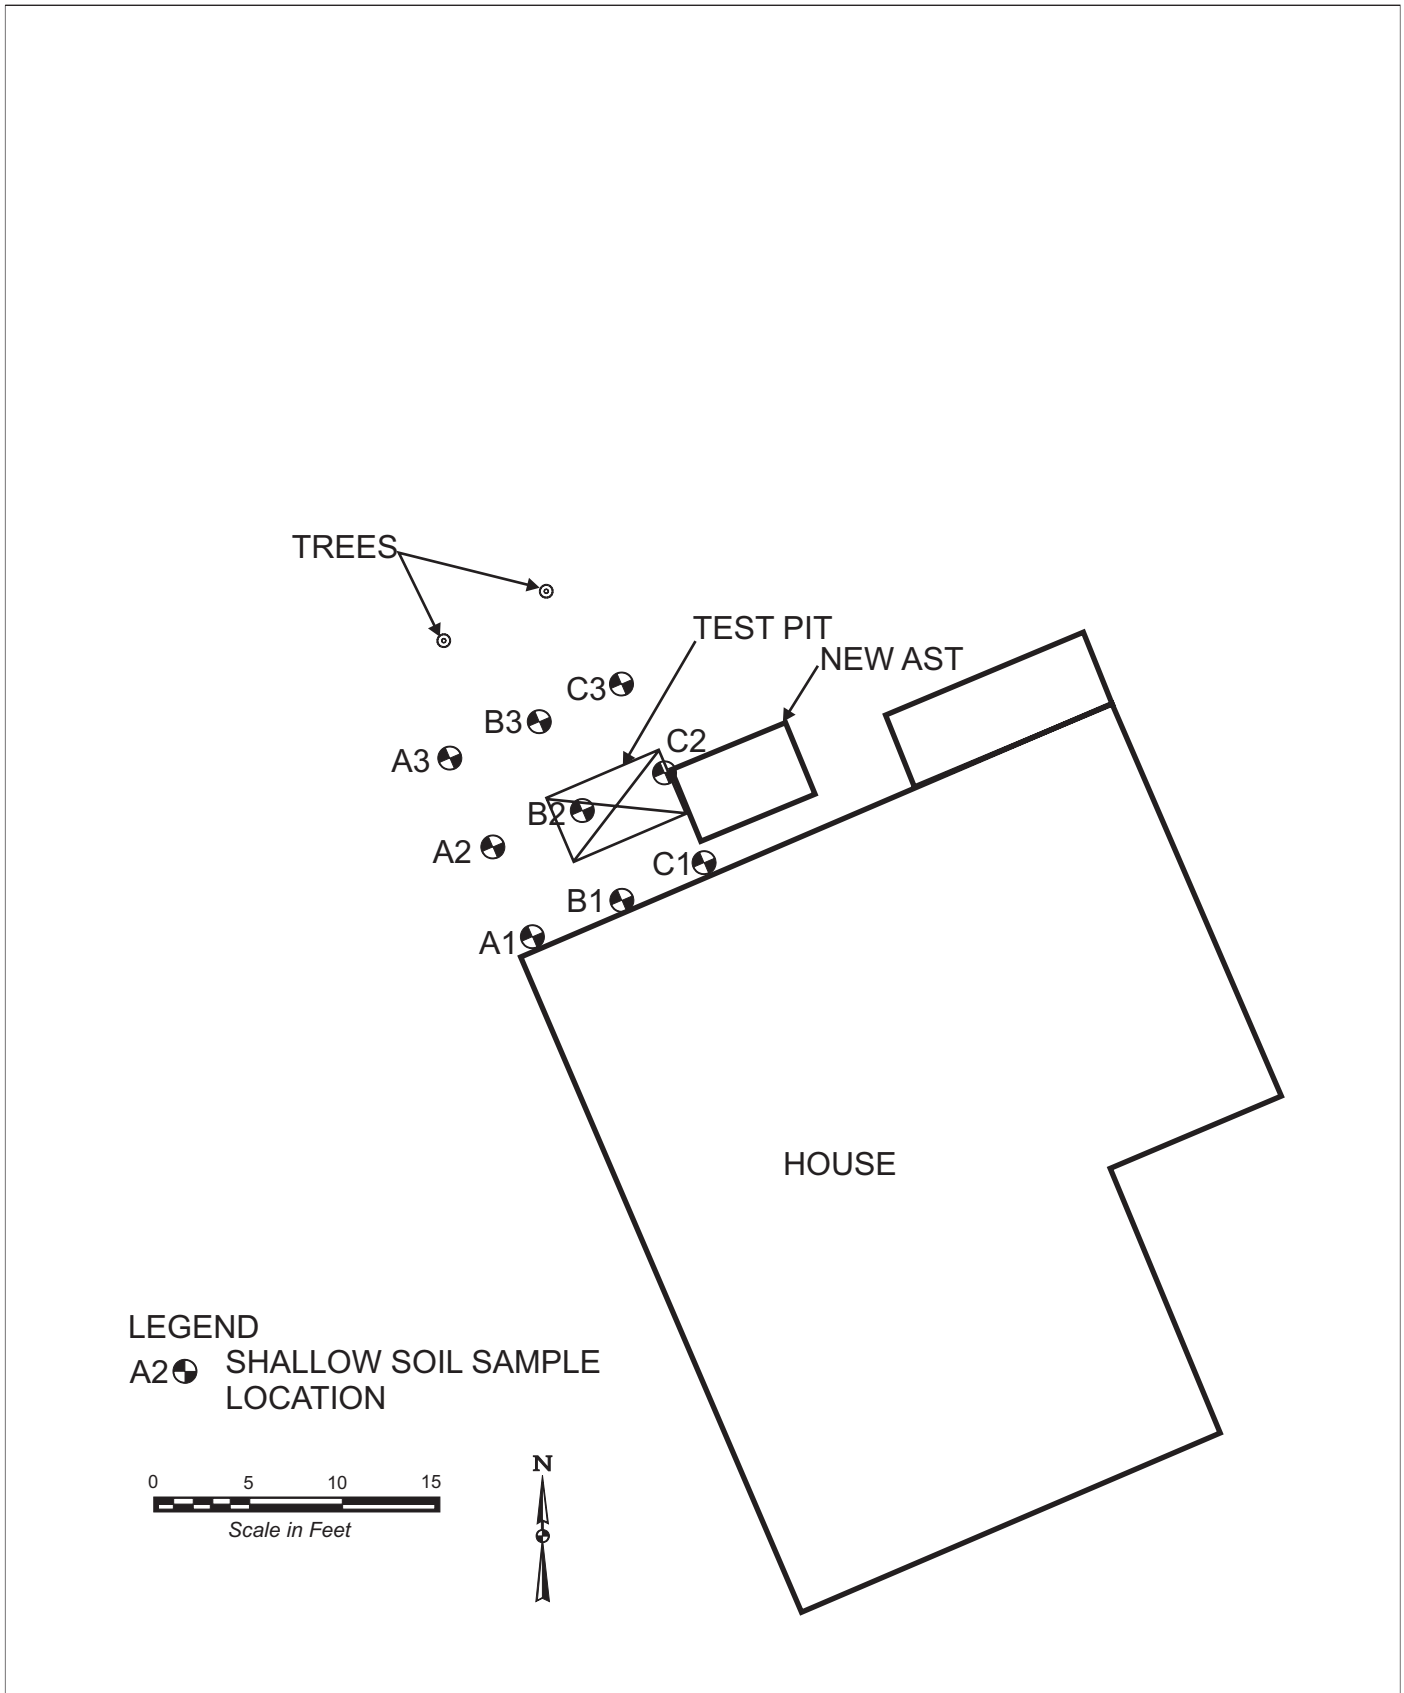 TREES
TEST PIT
NEW AST
C3
B3
C2
A3
B2
A2
C1
B1
A1
HOUSE
LEGEND
A2 SHALLOW SOIL SAMPLE
LOCATION
0 5 10 15
Scale in Feet
N